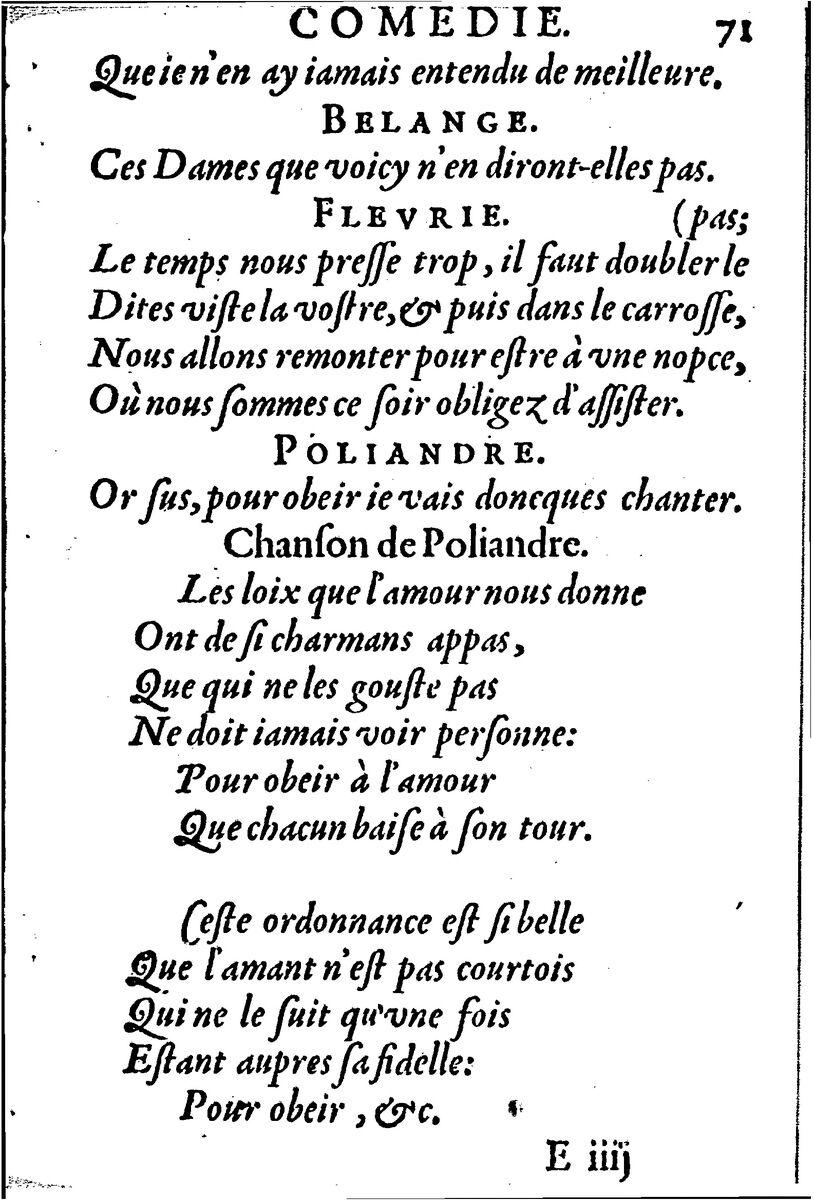 COMEDIE. 71
Que ie n'en ay iamais entendu de meilleure.
BELANGE.
Ces Dames que voicy n'en diront-elles pas.
FLEVRIE. (pas;
Le temps nous preſſe trop, il faut doubler le
Dites viſte la voſtre, & puis dans le carroſſe,
Nous allons remonter pour eſtre à vne nopce,
Où nous ſommes ce ſoir obligez d'aſſiſter.
POLIANDRE.
Or ſus, pour obeir ie vais doncques chanter.
Chanſon de Poliandre.
Les loix que l'amour nous donne
Ont de ſi charmans appas,
Que qui ne les gouſte pas
Ne doit iamais voir perſonne:
Pour obeir à l'amour
Que chacun baiſe à ſon tour.
Ceſte ordonnance eſt ſi belle
Que l'amant n'eſt pas courtois
Qui ne le ſuit qu'vne fois
Eſtant aupres ſa fidelle:
Pour obeir, &c.
E iiij